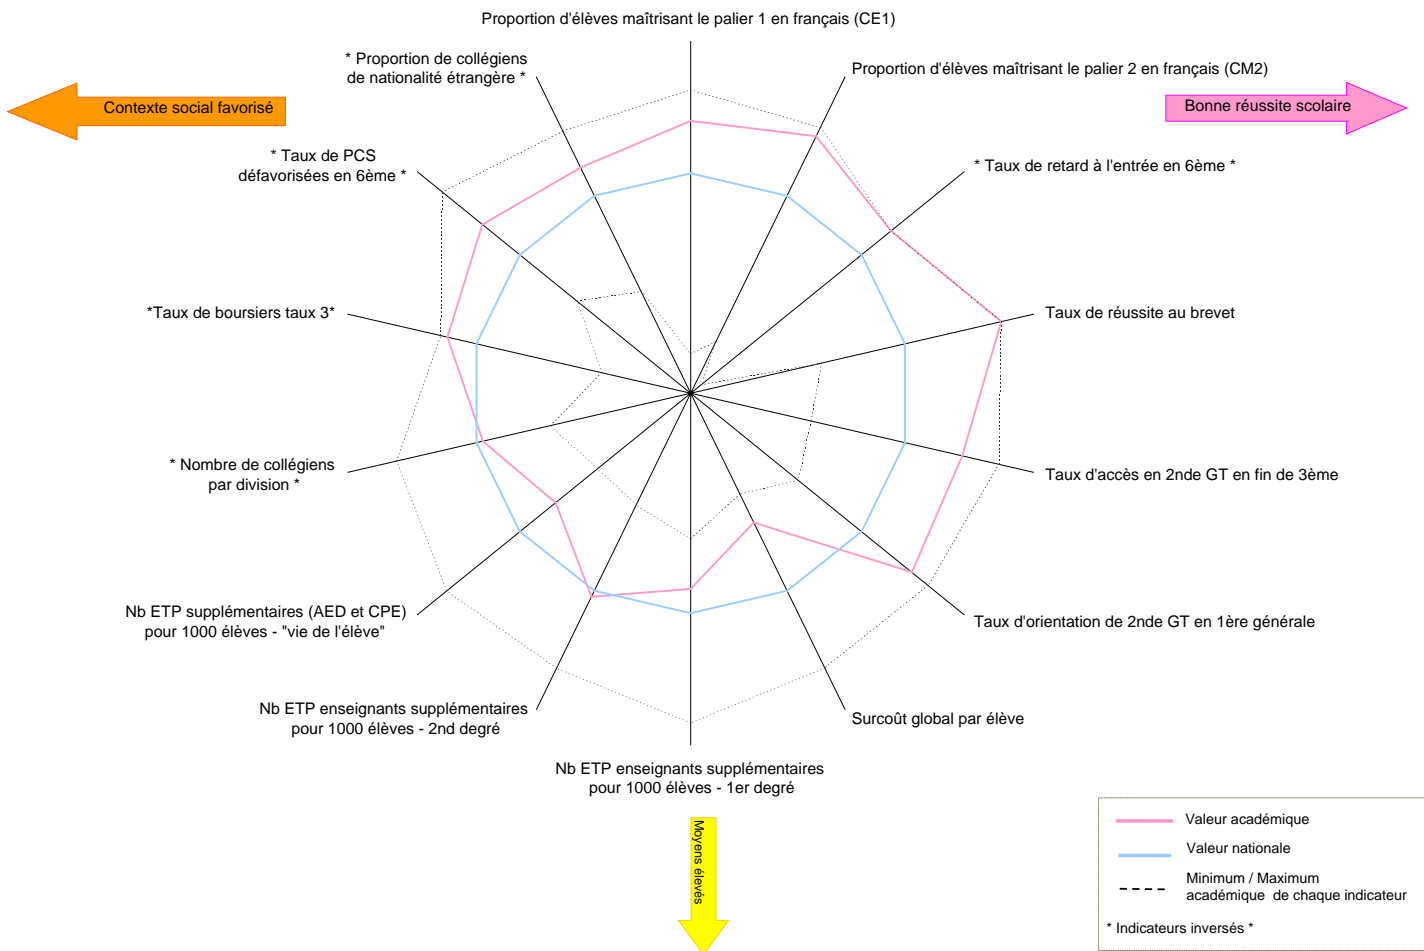 Proportion d'élèves maîtrisant le palier 1 en français (CE1)
* Proportion de collégiens
de nationalité étrangère *
Proportion d'élèves maîtrisant le palier 2 en français (CM2)
Contexte social favorisé
Bonne réussite scolaire
* Taux de PCS
défavorisées en 6ème *
* Taux de retard à l'entrée en 6ème *
*Taux de boursiers taux 3*
Taux de réussite au brevet
* Nombre de collégiens
par division *
Taux d'accès en 2nde GT en fin de 3ème
Nb ETP supplémentaires (AED et CPE)
pour 1000 élèves - "vie de l'élève"
Taux d'orientation de 2nde GT en 1ère générale
Nb ETP enseignants supplémentaires
pour 1000 élèves - 2nd degré
Surcoût global par élève
Nb ETP enseignants supplémentaires
pour 1000 élèves - 1er degré
Moyens élevés
Valeur académique
Valeur nationale
Minimum / Maximum
académique de chaque indicateur
* Indicateurs inversés *